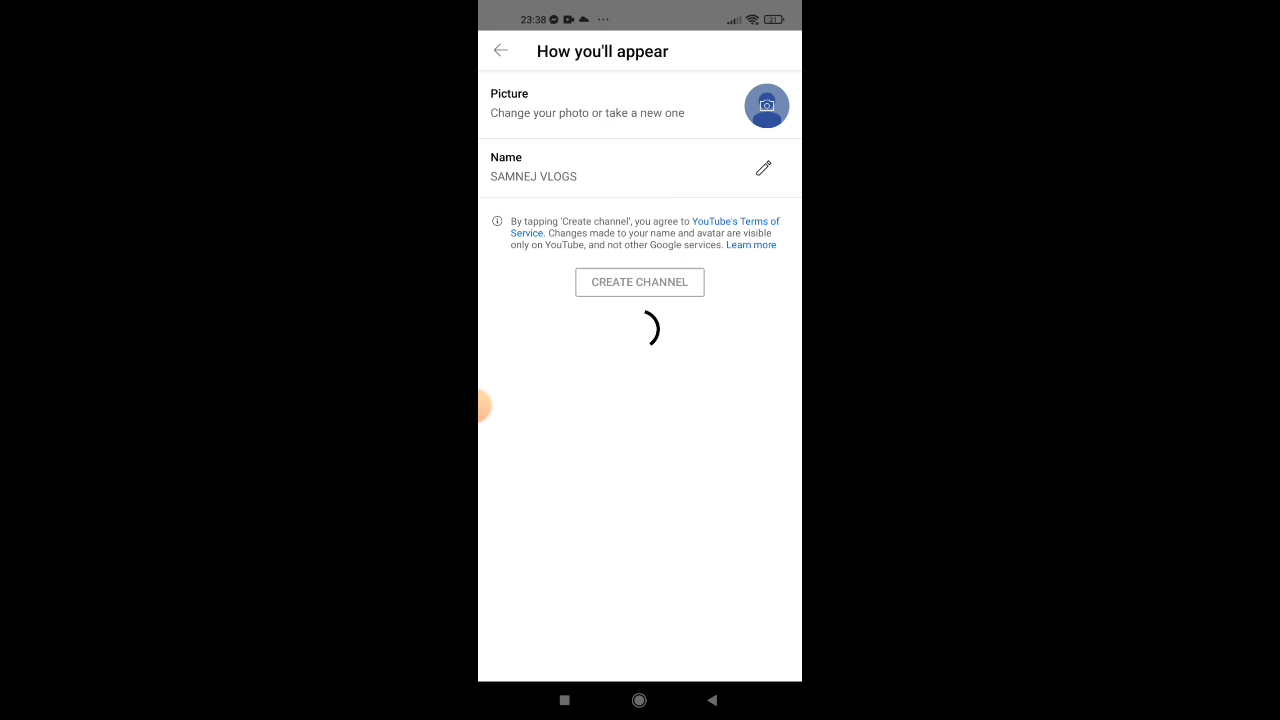 23:38 ... 21
How you'll appear
Picture
Change your photo or take a new one
Name
SAMNEJ VLOGS
By tapping 'Create channel', you agree to YouTube's Terms of
Service. Changes made to your name and avatar are visible
only on YouTube, and not other Google services. Learn more
CREATE CHANNEL